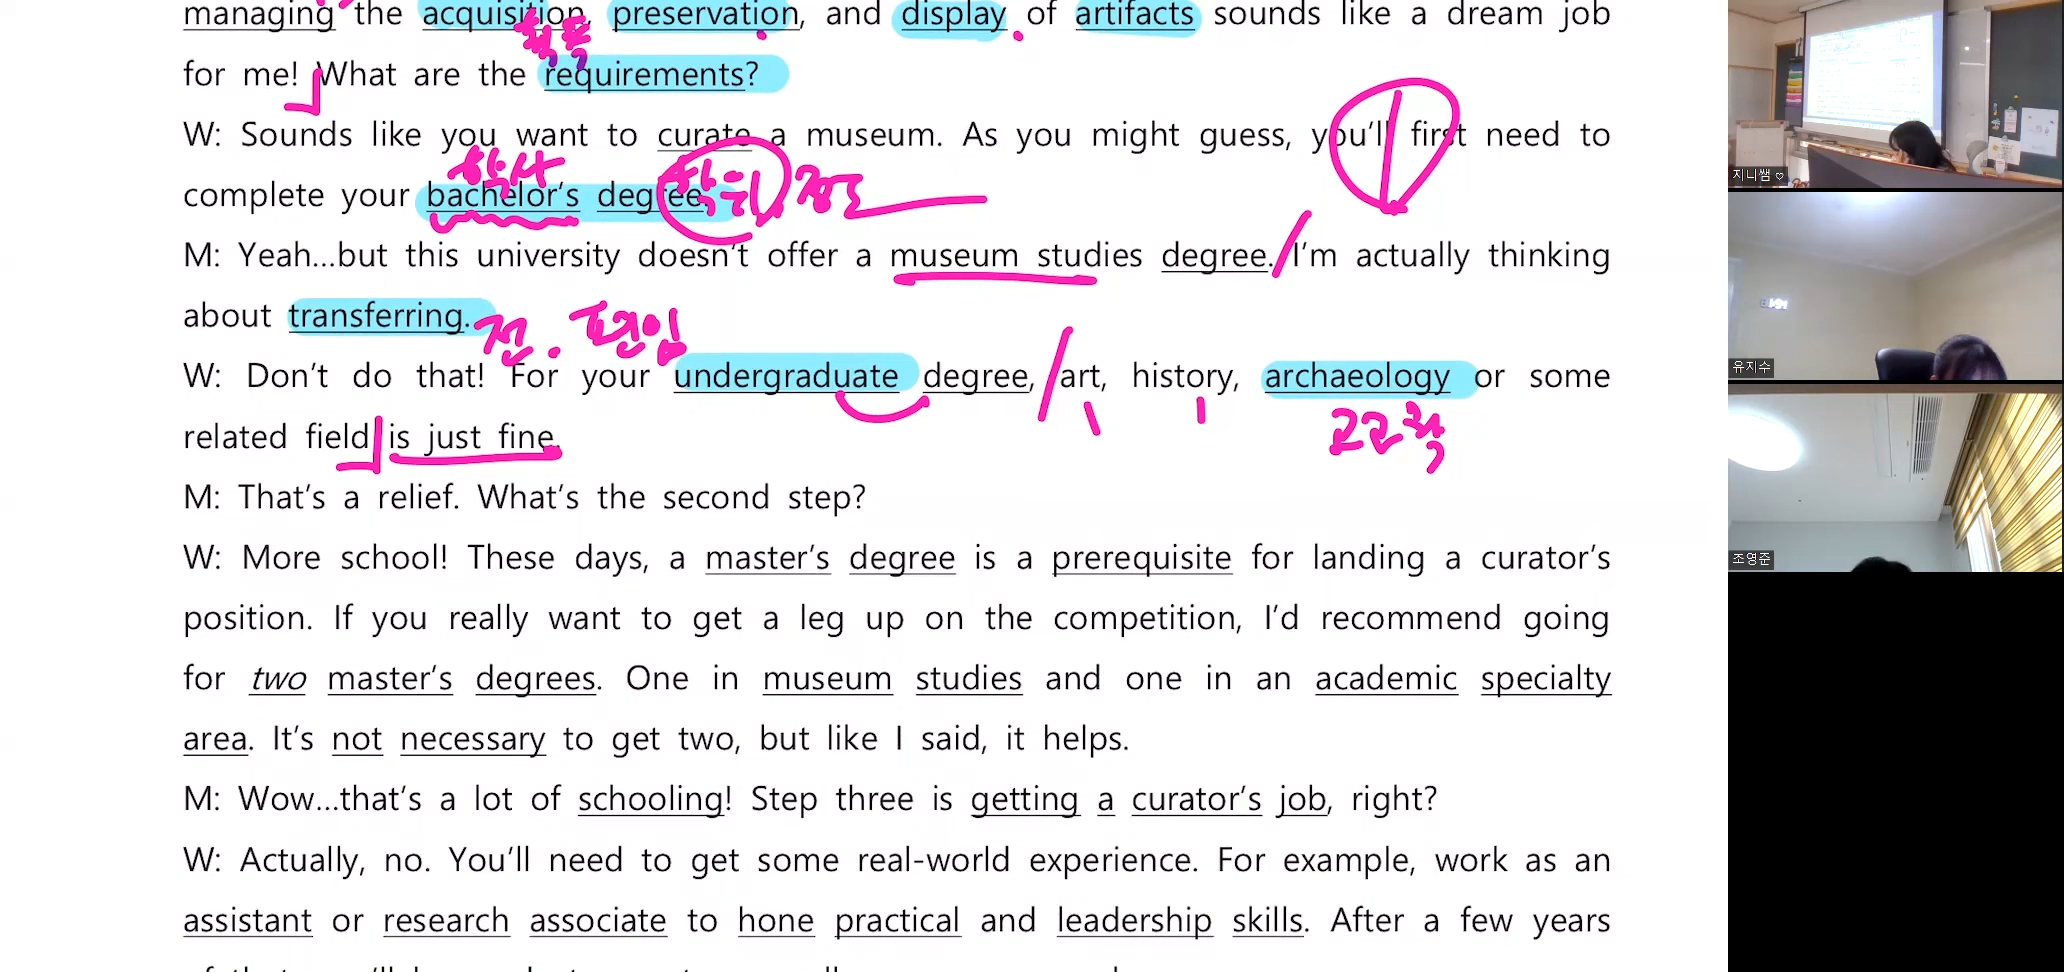 managing the acquisition, preservation, and display of artifacts sounds like a dream job
획득
for me! What are the requirements?
W: Sounds like you want to curate a museum. As you might guess, you'll first need to
학사
complete your bachelor's degree.
학위
M: Yeah...but this university doesn't offer a museum studies degree. I'm actually thinking
about transferring.
전. 편입
W: Don't do that! For your undergraduate degree, art, history, archaeology or some
고고학
related field is just fine.
M: That's a relief. What's the second step?
W: More school! These days, a master's degree is a prerequisite for landing a curator's
position. If you really want to get a leg up on the competition, I'd recommend going
for two master's degrees. One in museum studies and one in an academic specialty
area. It's not necessary to get two, but like I said, it helps.
M: Wow...that's a lot of schooling! Step three is getting a curator's job, right?
W: Actually, no. You'll need to get some real-world experience. For example, work as an
assistant or research associate to hone practical and leadership skills. After a few years
지니쌤 ♡
유지수
조영준